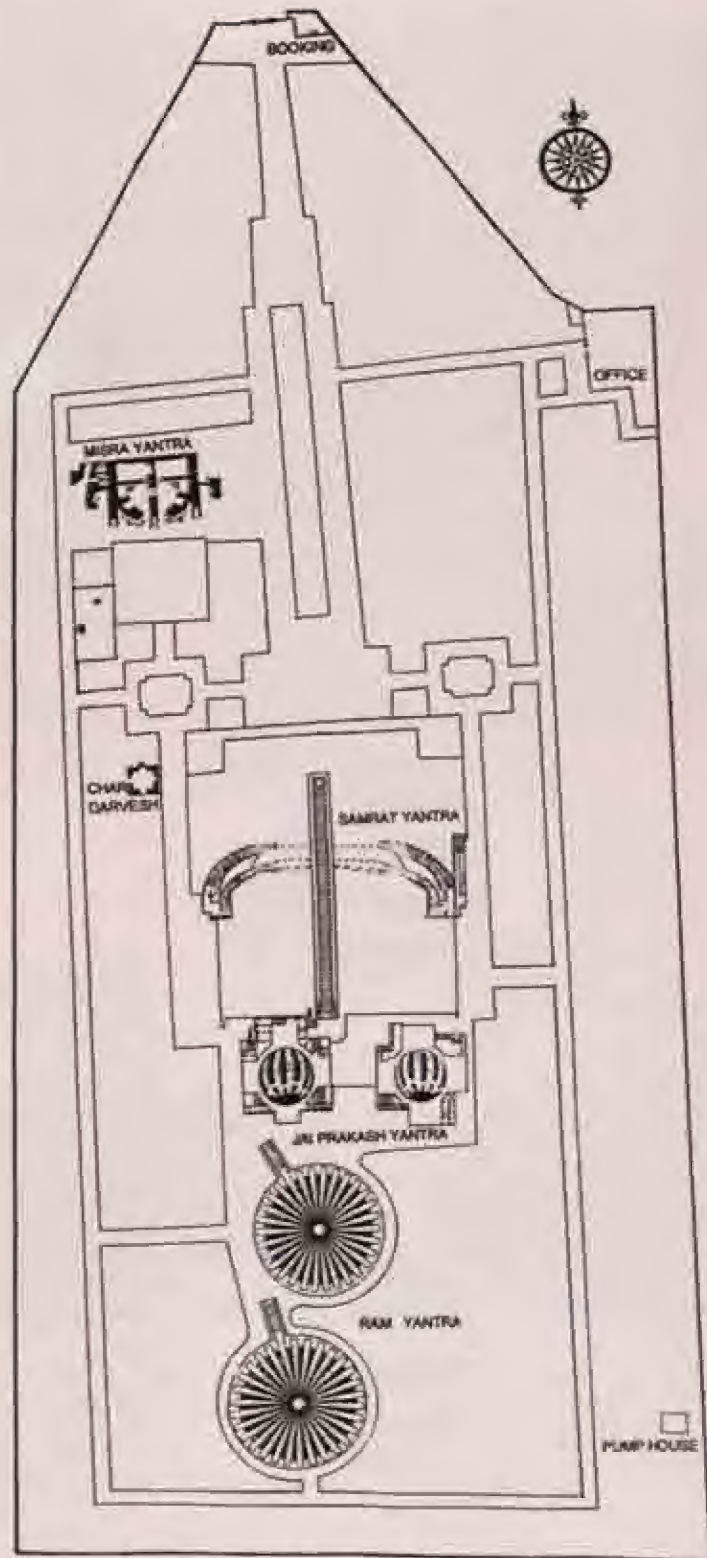 BOOKING
OFFICE
MISRA YANTRA
CHAR
DARVESH
SAMRAT YANTRA
JAI PRAKASH YANTRA
RAM YANTRA
PUMP HOUSE